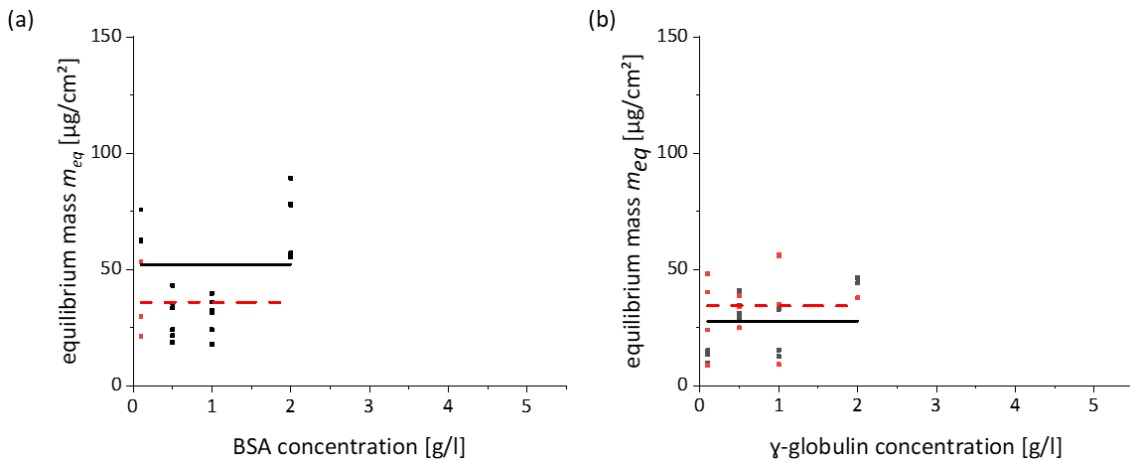 (a)
150
100
50
0
equilibrium mass m_eq [µg/cm²]
0 1 2 3 4 5
BSA concentration [g/l]
(b)
150
100
50
0
equilibrium mass m_eq [µg/cm²]
0 1 2 3 4 5
ɣ-globulin concentration [g/l]